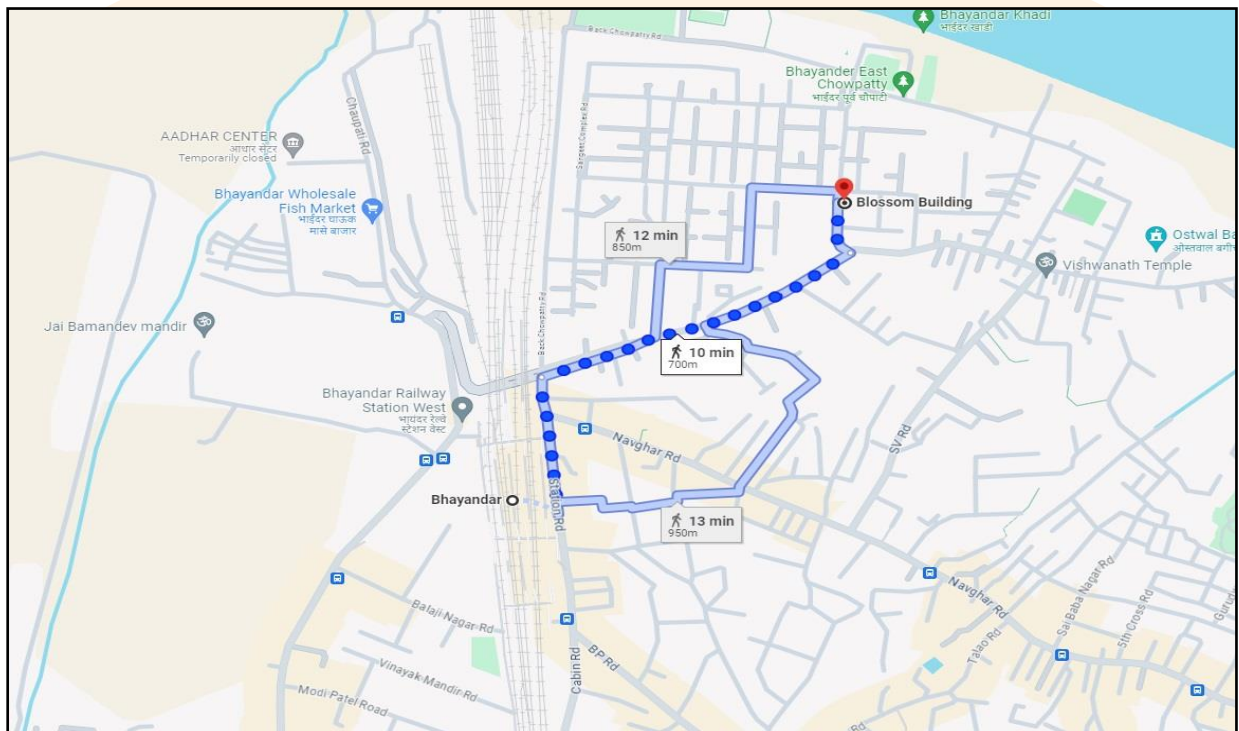 Bhayandar Khadi
भाईंदर खाडी
Back Chowpatty Rd
Bhayander East
Chowpatty
भाईंदर पूर्व चौपाटी
Chaupati Rd
Sargeet Complex Rd
AADHAR CENTER
आधार सेंटर
Temporarily closed
Bhayandar Wholesale
Fish Market
भाईंदर घाऊक
मासे बाजार
Blossom Building
12 min
850m
Ostwal Ba
ओस्तवाल बगी
Vishwanath Temple
Back Chowpatty Rd
Jai Bamandev mandir
10 min
700m
Bhayandar Railway
Station West
भायंदर रेल्वे
स्टेशन वेस्ट
Navghar Rd
SV Rd
Bhayandar
Station Rd
13 min
950m
Navghar Rd
Sai Baba Nagar Rd
5th Cross Rd
Talao Rd
Balaji Nagar Rd
Vinayak Mandir Rd
Modi Patel Road
Cabin Rd
BP Rd
Rd